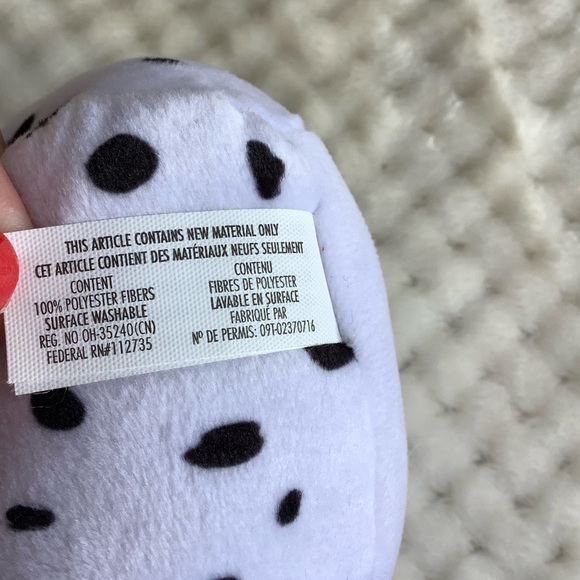 THIS ARTICLE CONTAINS NEW MATERIAL ONLY
CET ARTICLE CONTIENT DES MATÉRIAUX NEUFS SEULEMENT
CONTENT
100% POLYESTER FIBERS
SURFACE WASHABLE
REG. NO OH-35240(CN)
FEDERAL RN#112735
CONTENU
FIBRES DE POLYESTER
LAVABLE EN SURFACE
FABRIQUÉ PAR
Nº DE PERMIS: 09T-02370716